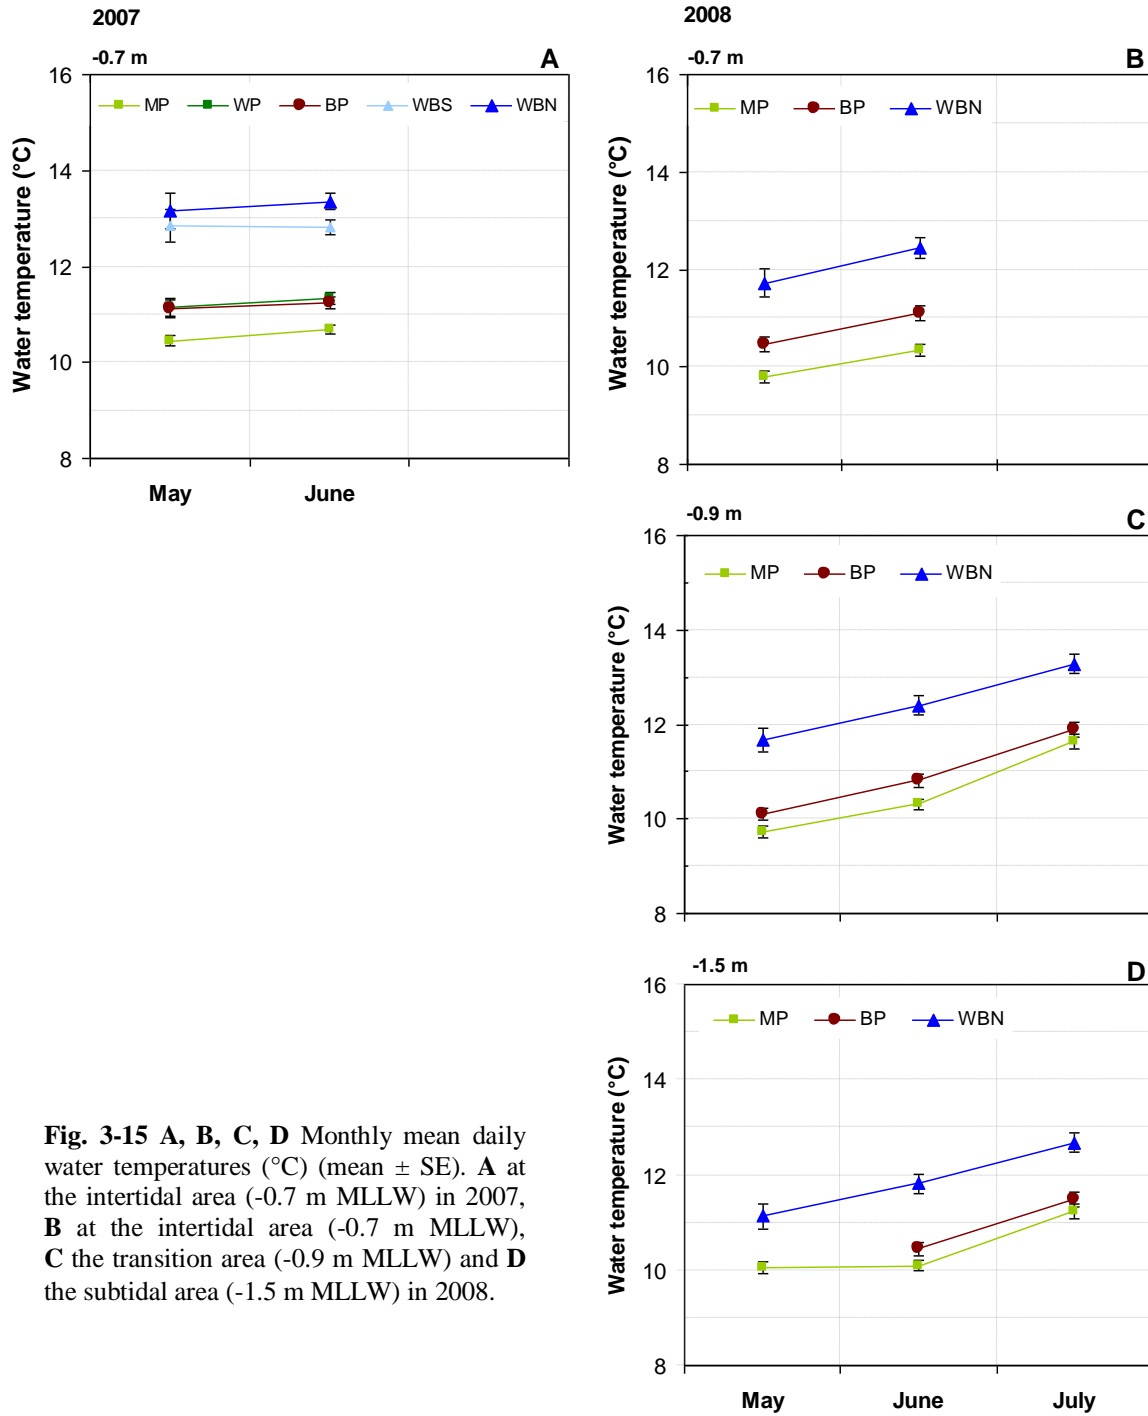 2007
-0.7 m A
16
14
12
10
8
Water temperature (°C)
MP WP BP WBS WBN
May June
2008
-0.7 m B
16
14
12
10
8
Water temperature (°C)
MP BP WBN
-0.9 m C
16
14
12
10
8
Water temperature (°C)
MP BP WBN
-1.5 m D
16
14
12
10
8
Water temperature (°C)
MP BP WBN
May June July
Fig. 3-15 A, B, C, D Monthly mean daily
water temperatures (°C) (mean ± SE). A at
the intertidal area (-0.7 m MLLW) in 2007,
B at the intertidal area (-0.7 m MLLW),
C the transition area (-0.9 m MLLW) and D
the subtidal area (-1.5 m MLLW) in 2008.